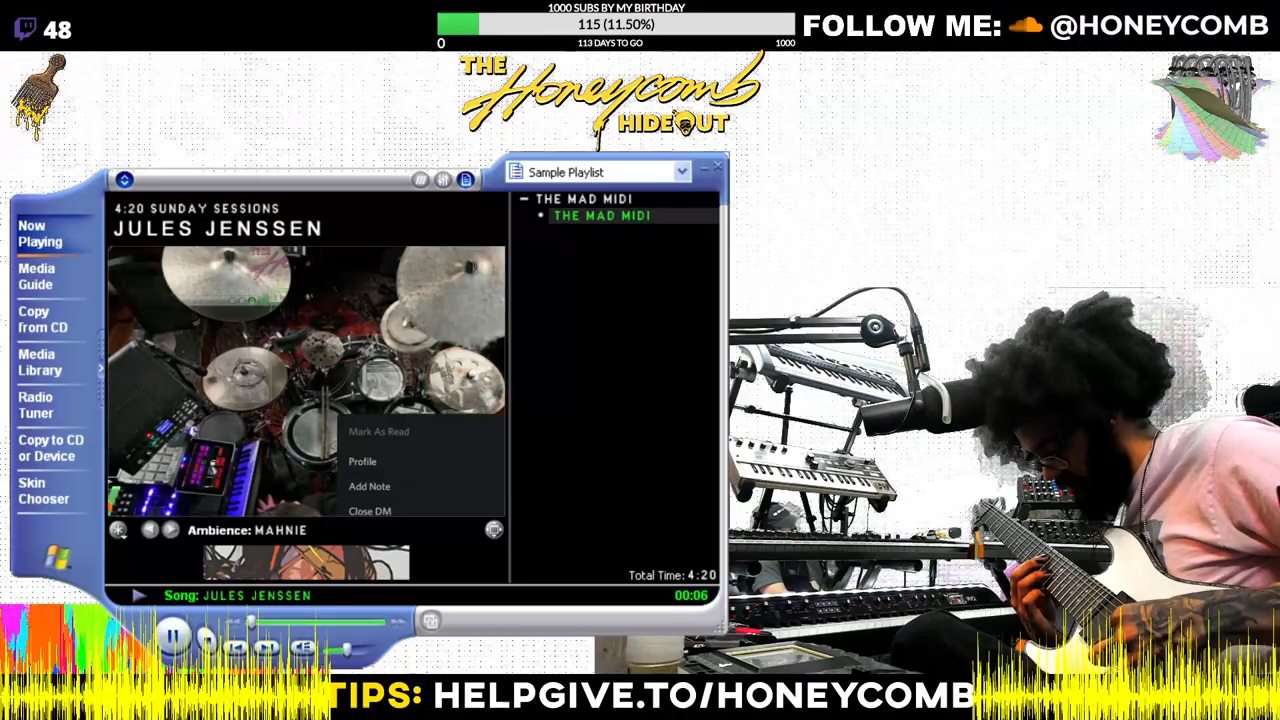 48
1000 SUBS BY MY BIRTHDAY
115 (11.50%)
0
113 DAYS TO GO
1000
FOLLOW ME: @HONEYCOMB
THE
Honeycomb
HIDEOUT
Sample Playlist
4:20 SUNDAY SESSIONS
JULES JENSSEN
THE MAD MIDI
THE MAD MIDI
Now
Playing
Media
Guide
Copy
from CD
Media
Library
Radio
Tuner
Copy to CD
or Device
Skin
Chooser
Mark As Read
Profile
Add Note
Close DM
Ambience: MAHNIE
Total Time: 4:20
Song: JULES JENSSEN
00:06
TIPS: HELPGIVE.TO/HONEYCOMB